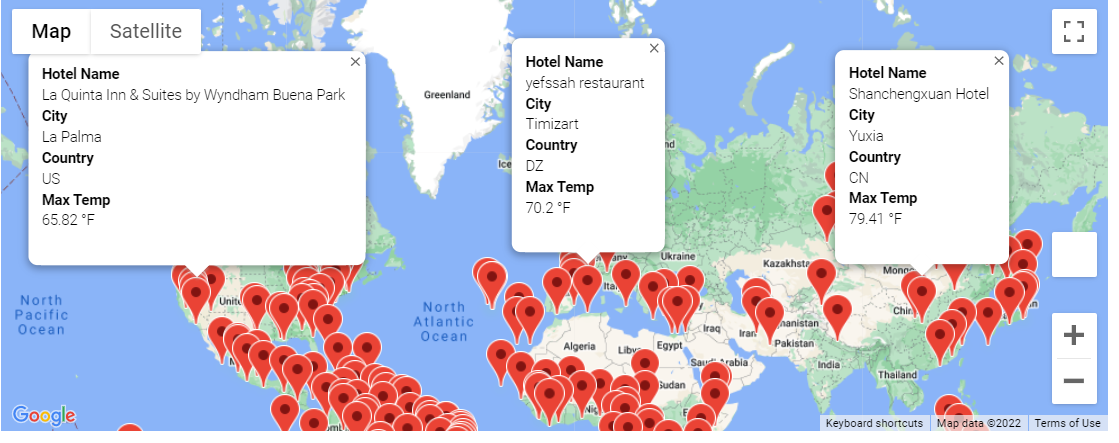 Map
Satellite
Hotel Name
La Quinta Inn & Suites by Wyndham Buena Park
City
La Palma
Country
US
Max Temp
65.82 °F
Hotel Name
yefssah restaurant
City
Timizart
Country
DZ
Max Temp
70.2 °F
Hotel Name
Shanchengxuan Hotel
City
Yuxia
Country
CN
Max Temp
79.41 °F
Greenland
North
Pacific
Ocean
North
Atlantic
Ocean
Ukraine
Kazakhstan
Algeria
Egypt
Iraq
Pakistan
India
Thailand
Sudan
Google
Keyboard shortcuts
Map data ©2022
Terms of Use